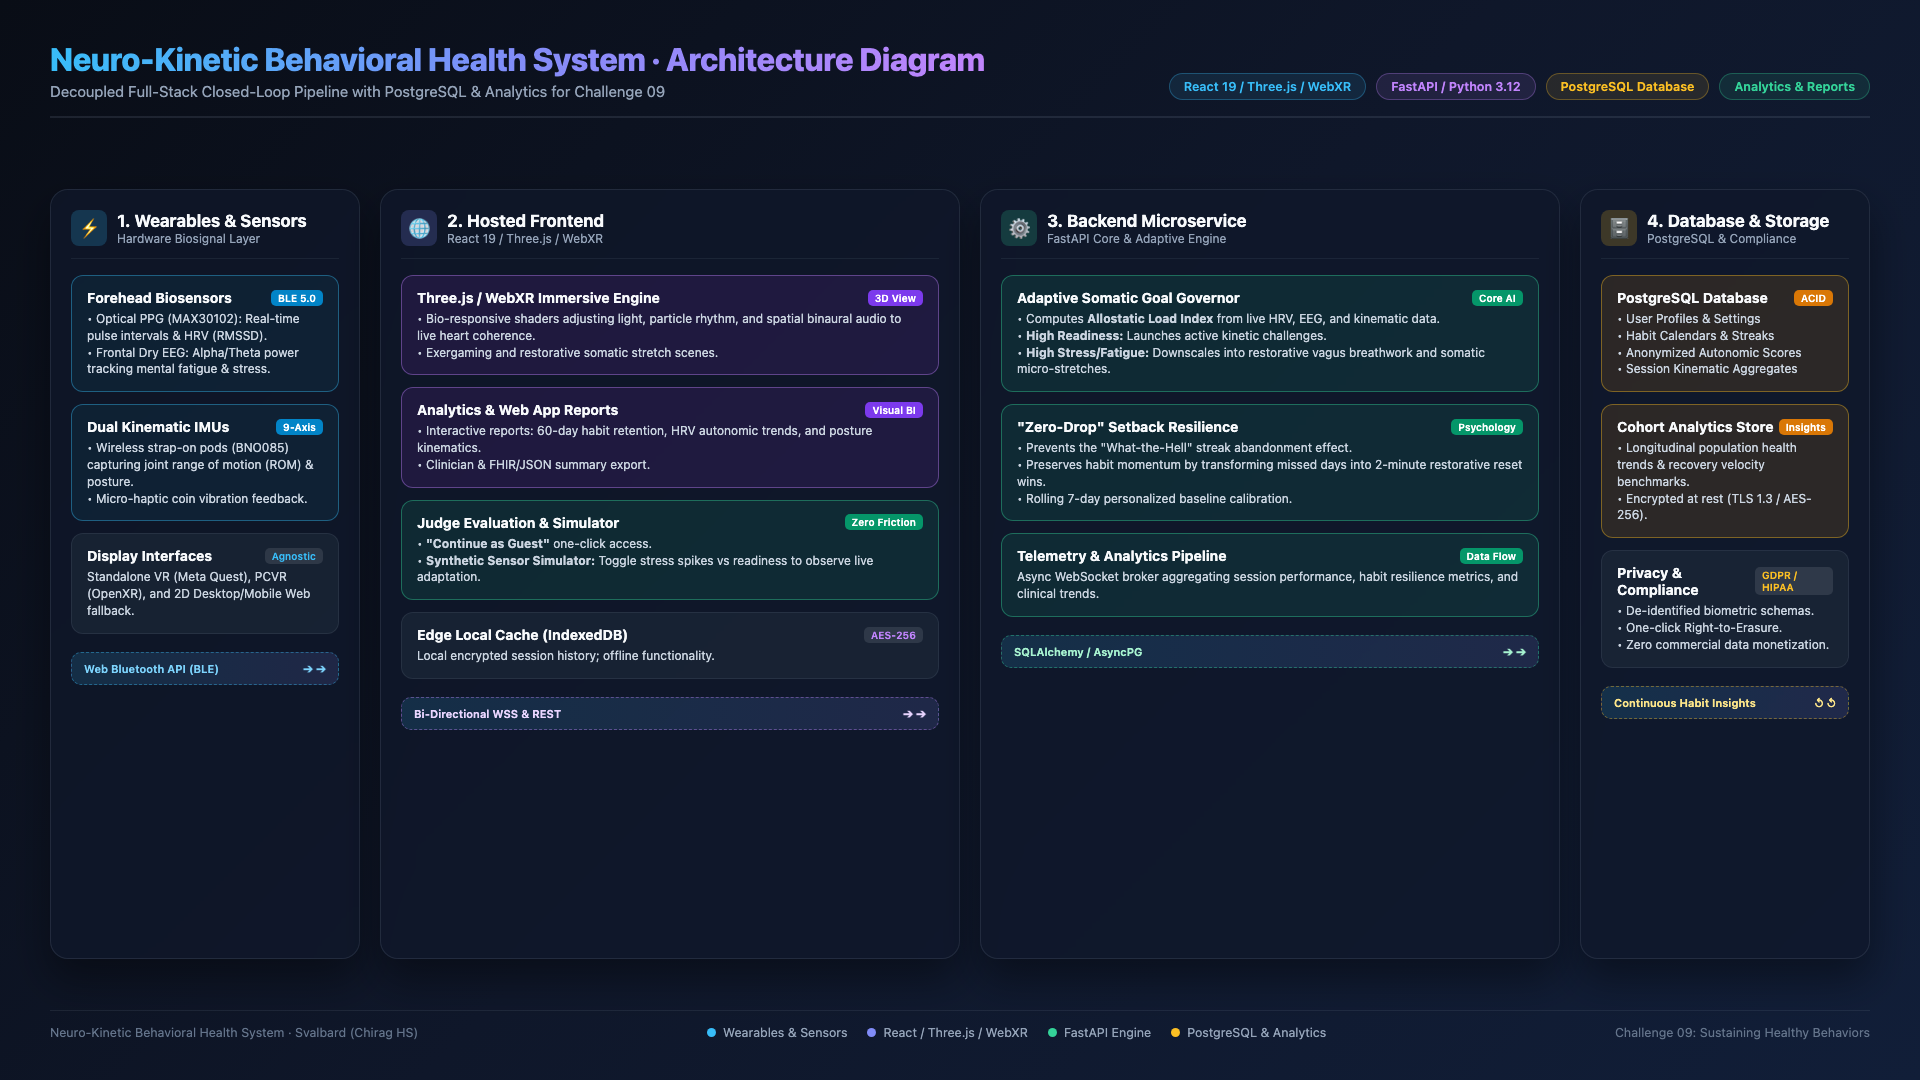 Neuro-Kinetic Behavioral Health System · Architecture Diagram
Decoupled Full-Stack Closed-Loop Pipeline with PostgreSQL & Analytics for Challenge 09
React 19 / Three.js / WebXR
FastAPI / Python 3.12
PostgreSQL Database
Analytics & Reports
1. Wearables & Sensors
Hardware Biosignal Layer
Forehead Biosensors
BLE 5.0
• Optical PPG (MAX30102): Real-time
pulse intervals & HRV (RMSSD).
• Frontal Dry EEG: Alpha/Theta power
tracking mental fatigue & stress.
Dual Kinematic IMUs
9-Axis
• Wireless strap-on pods (BNO085)
capturing joint range of motion (ROM) &
posture.
• Micro-haptic coin vibration feedback.
Display Interfaces
Agnostic
Standalone VR (Meta Quest), PCVR
(OpenXR), and 2D Desktop/Mobile Web
fallback.
Web Bluetooth API (BLE) ➔➔
2. Hosted Frontend
React 19 / Three.js / WebXR
Three.js / WebXR Immersive Engine
3D View
• Bio-responsive shaders adjusting light, particle rhythm, and spatial binaural audio to
live heart coherence.
• Exergaming and restorative somatic stretch scenes.
Analytics & Web App Reports
Visual BI
• Interactive reports: 60-day habit retention, HRV autonomic trends, and posture
kinematics.
• Clinician & FHIR/JSON summary export.
Judge Evaluation & Simulator
Zero Friction
• "Continue as Guest" one-click access.
• Synthetic Sensor Simulator: Toggle stress spikes vs readiness to observe live
adaptation.
Edge Local Cache (IndexedDB)
AES-256
Local encrypted session history; offline functionality.
Bi-Directional WSS & REST ➔➔
3. Backend Microservice
FastAPI Core & Adaptive Engine
Adaptive Somatic Goal Governor
Core AI
• Computes Allostatic Load Index from live HRV, EEG, and kinematic data.
• High Readiness: Launches active kinetic challenges.
• High Stress/Fatigue: Downscales into restorative vagus breathwork and somatic
micro-stretches.
"Zero-Drop" Setback Resilience
Psychology
• Prevents the "What-the-Hell" streak abandonment effect.
• Preserves habit momentum by transforming missed days into 2-minute restorative reset
wins.
• Rolling 7-day personalized baseline calibration.
Telemetry & Analytics Pipeline
Data Flow
Async WebSocket broker aggregating session performance, habit resilience metrics, and
clinical trends.
SQLAlchemy / AsyncPG ➔➔
4. Database & Storage
PostgreSQL & Compliance
PostgreSQL Database
ACID
• User Profiles & Settings
• Habit Calendars & Streaks
• Anonymized Autonomic Scores
• Session Kinematic Aggregates
Cohort Analytics Store
Insights
• Longitudinal population health
trends & recovery velocity
benchmarks.
• Encrypted at rest (TLS 1.3 / AES-
256).
Privacy &
Compliance
GDPR /
HIPAA
• De-identified biometric schemas.
• One-click Right-to-Erasure.
• Zero commercial data monetization.
Continuous Habit Insights ↺↺
Neuro-Kinetic Behavioral Health System · Svalbard (Chirag HS)
Wearables & Sensors
React / Three.js / WebXR
FastAPI Engine
PostgreSQL & Analytics
Challenge 09: Sustaining Healthy Behaviors